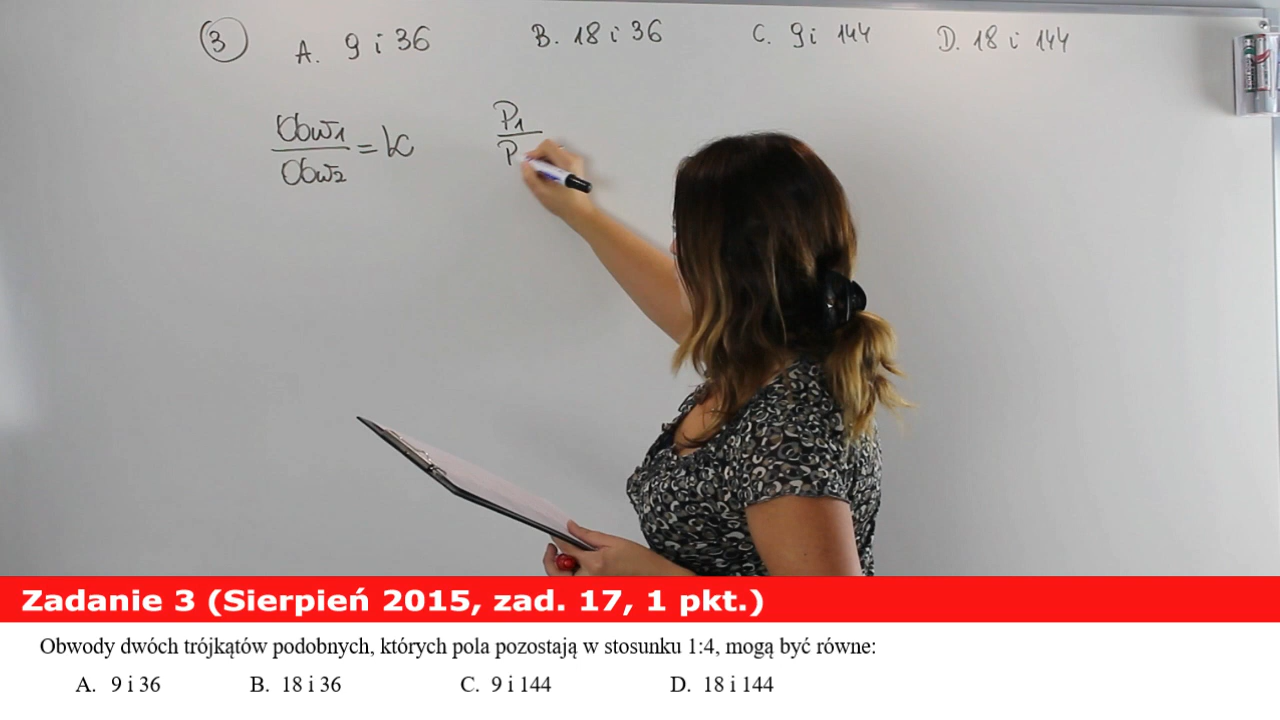 3 A. 9 i 36 B. 18 i 36 C. 9 i 144 D. 18 i 144
Obw1 P1
= k
Obw2 P
Zadanie 3 (Sierpień 2015, zad. 17, 1 pkt.)
Obwody dwóch trójkątów podobnych, których pola pozostają w stosunku 1:4, mogą być równe:
A. 9 i 36 B. 18 i 36 C. 9 i 144 D. 18 i 144